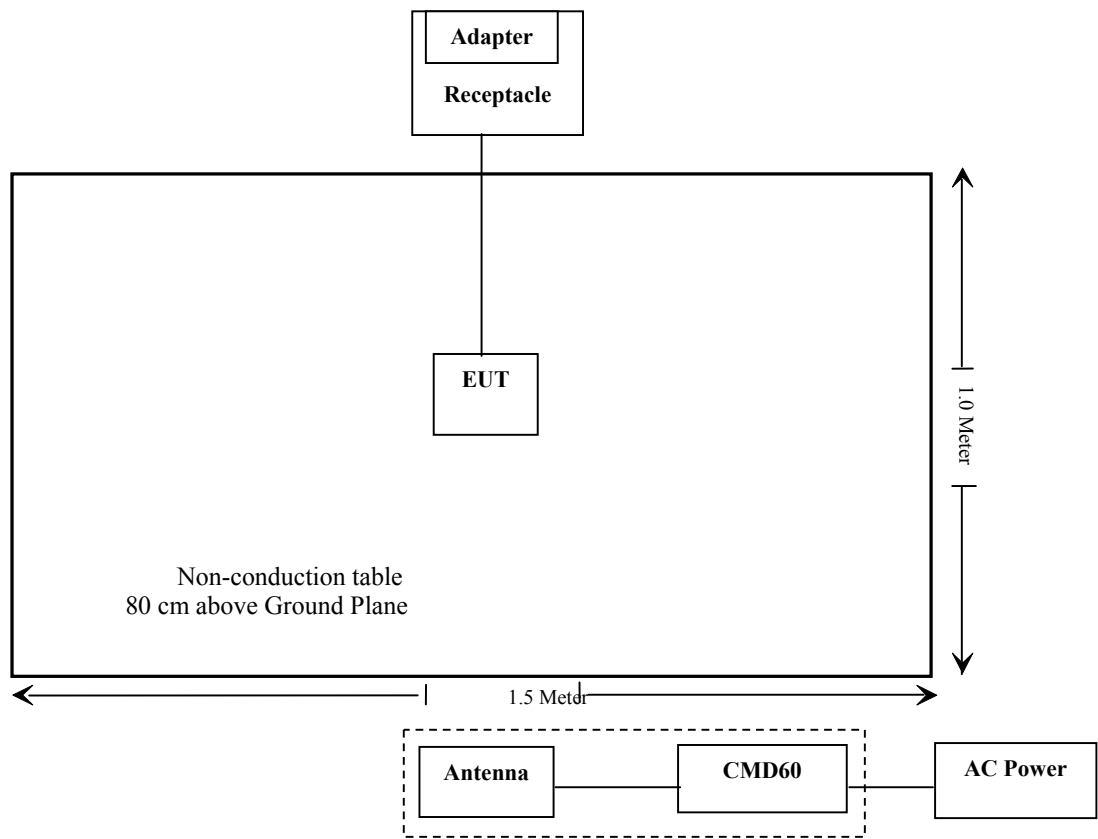 Adapter
Receptacle
EUT
1.0 Meter
Non-conduction table
80 cm above Ground Plane
1.5 Meter
Antenna
CMD60
AC Power